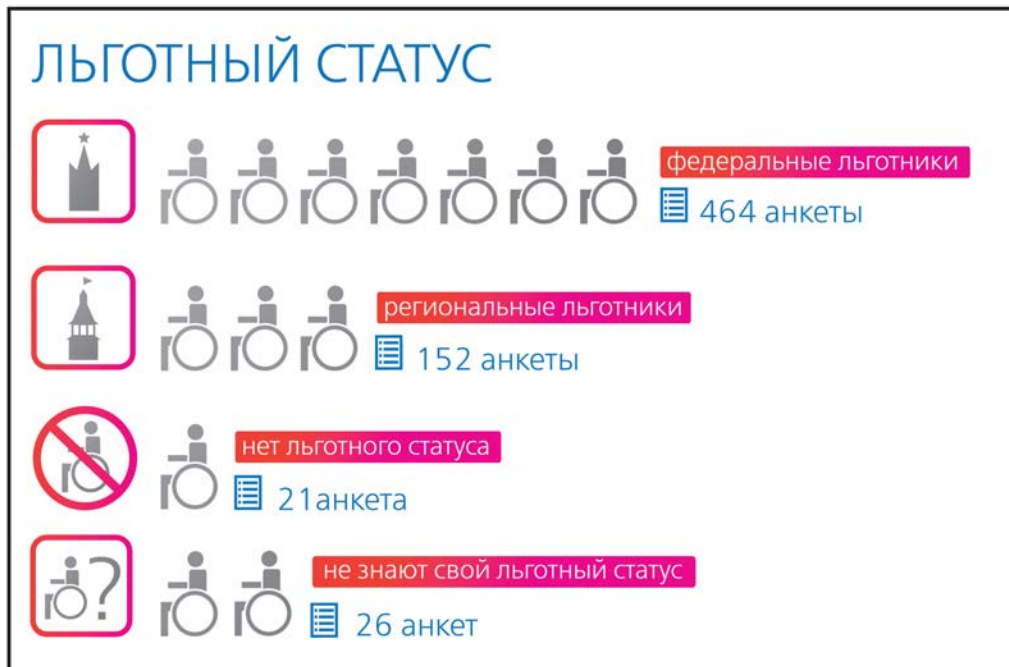 ЛЬГОТНЫЙ СТАТУС
федеральные льготники
464 анкеты
региональные льготники
152 анкеты
нет льготного статуса
21анкета
?
не знают свой льготный статус
26 анкет